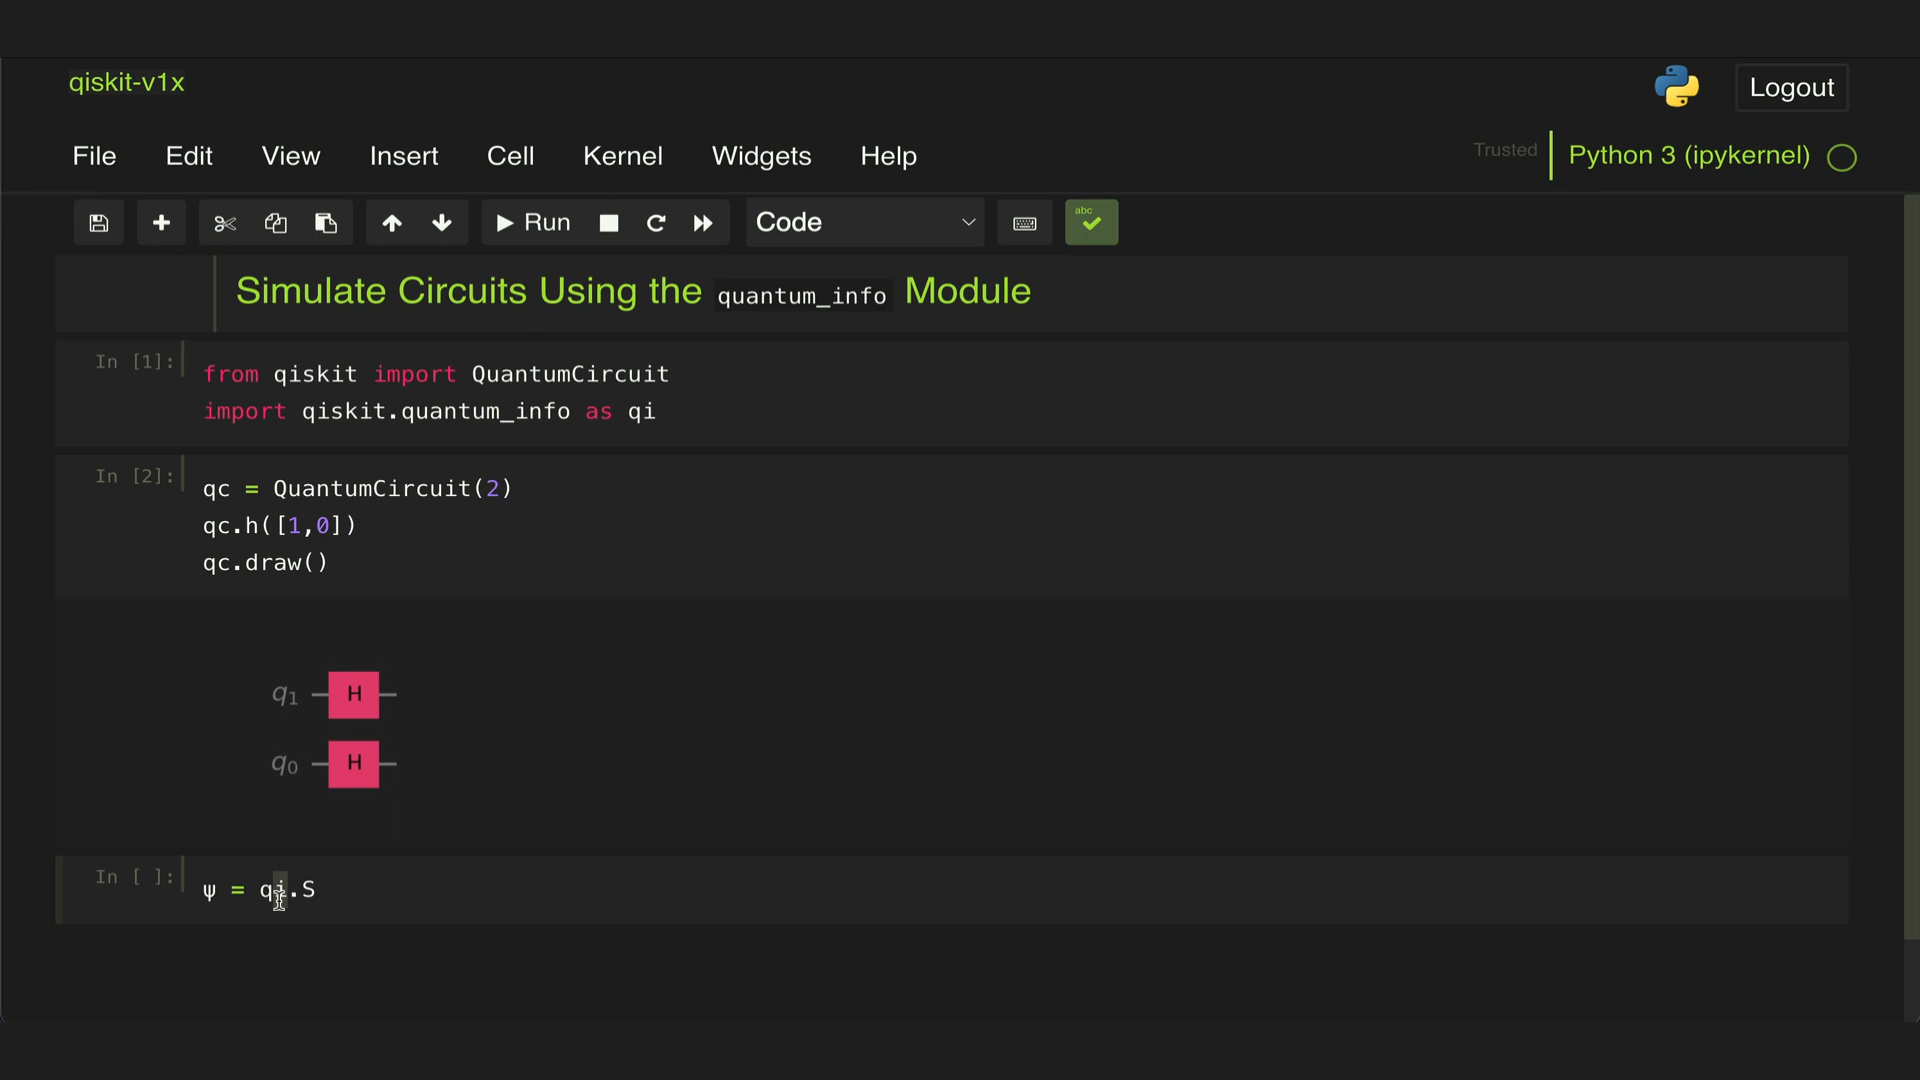 qiskit-v1x
Logout
File Edit View Insert Cell Kernel Widgets Help
Trusted Python 3 (ipykernel)
Run Code abc
Simulate Circuits Using the quantum_info Module
In [1]:
from qiskit import QuantumCircuit
import qiskit.quantum_info as qi
In [2]:
qc = QuantumCircuit(2)
qc.h([1,0])
qc.draw()
q1 H
q0 H
In [ ]:
ψ = qi.S